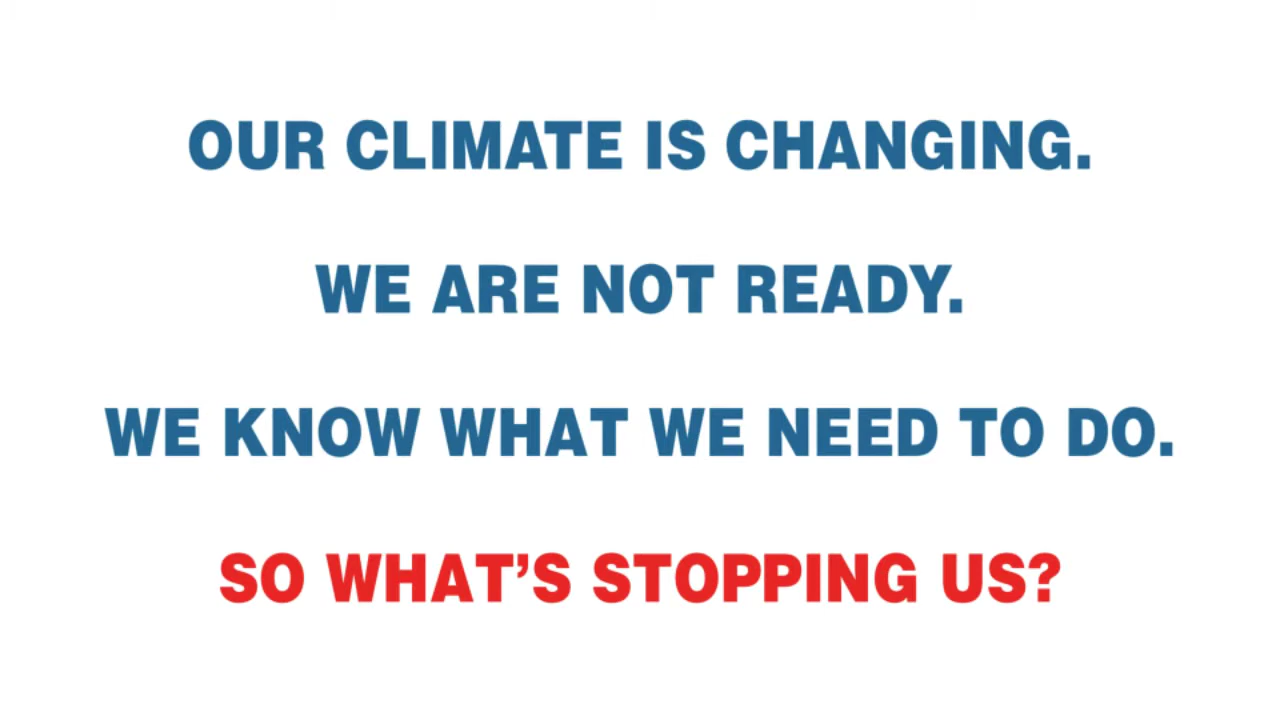 OUR CLIMATE IS CHANGING.
WE ARE NOT READY.
WE KNOW WHAT WE NEED TO DO.
SO WHAT’S STOPPING US?